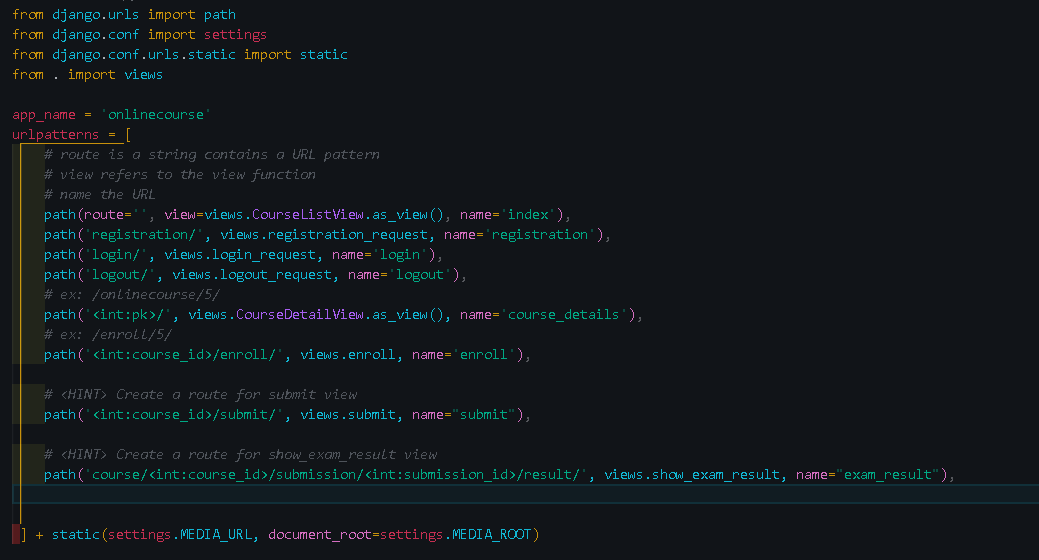 from django.urls import path
from django.conf import settings
from django.conf.urls.static import static
from . import views
app_name = 'onlinecourse'
urlpatterns = [
# route is a string contains a URL pattern
# view refers to the view function
# name the URL
path(route='', view=views.CourseListView.as_view(), name='index'),
path('registration/', views.registration_request, name='registration'),
path('login/', views.login_request, name='login'),
path('logout/', views.logout_request, name='logout'),
# ex: /onlinecourse/5/
path('<int:pk>/', views.CourseDetailView.as_view(), name='course_details'),
# ex: /enroll/5/
path('<int:course_id>/enroll/', views.enroll, name='enroll'),
# <HINT> Create a route for submit view
path('<int:course_id>/submit/', views.submit, name="submit"),
# <HINT> Create a route for show_exam_result view
path('course/<int:course_id>/submission/<int:submission_id>/result/', views.show_exam_result, name="exam_result"),
] + static(settings.MEDIA_URL, document_root=settings.MEDIA_ROOT)